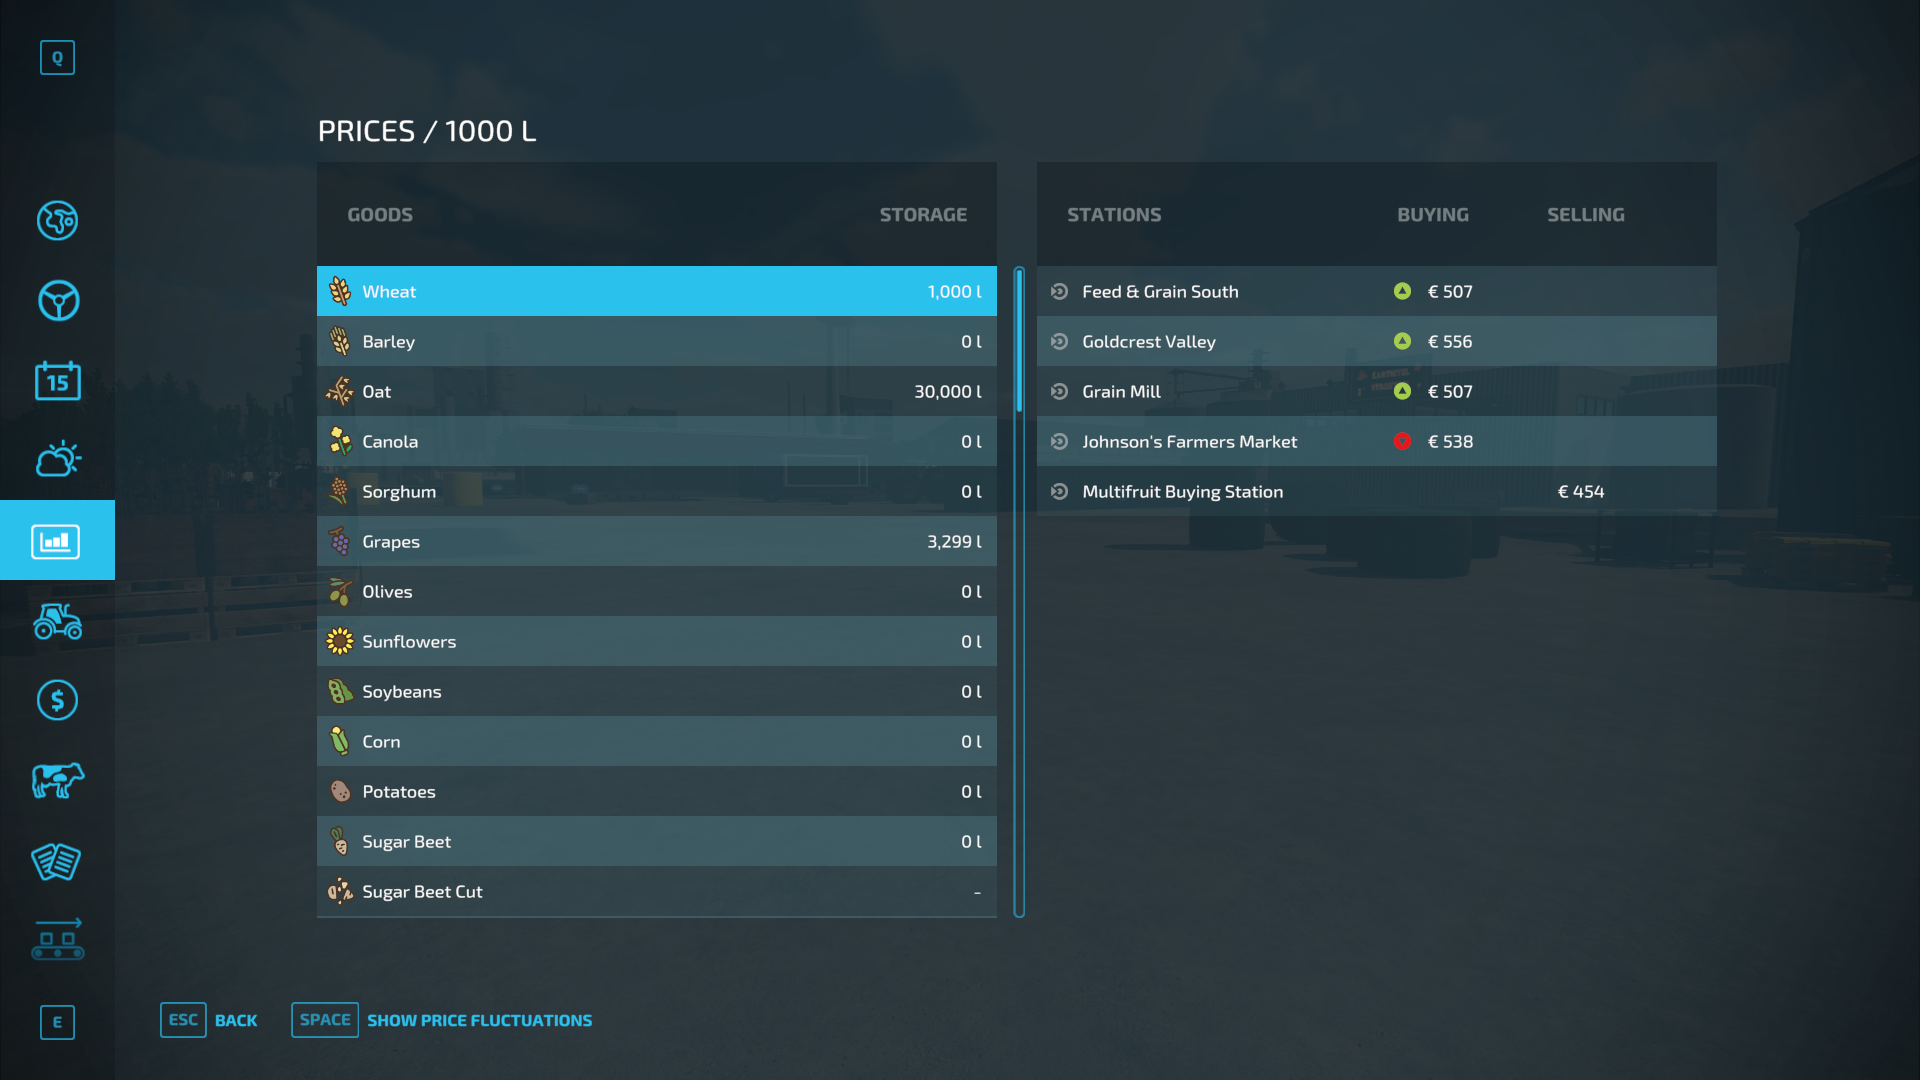 Q
PRICES / 1000 L
GOODS STORAGE
STATIONS BUYING SELLING
Wheat 1,000 l
Feed & Grain South € 507
Barley 0 l
Goldcrest Valley € 556
Oat 30,000 l
Grain Mill € 507
Canola 0 l
Johnson's Farmers Market € 538
Sorghum 0 l
Multifruit Buying Station € 454
Grapes 3,299 l
Olives 0 l
Sunflowers 0 l
Soybeans 0 l
Corn 0 l
Potatoes 0 l
Sugar Beet 0 l
Sugar Beet Cut -
15
$
E
ESC BACK SPACE SHOW PRICE FLUCTUATIONS